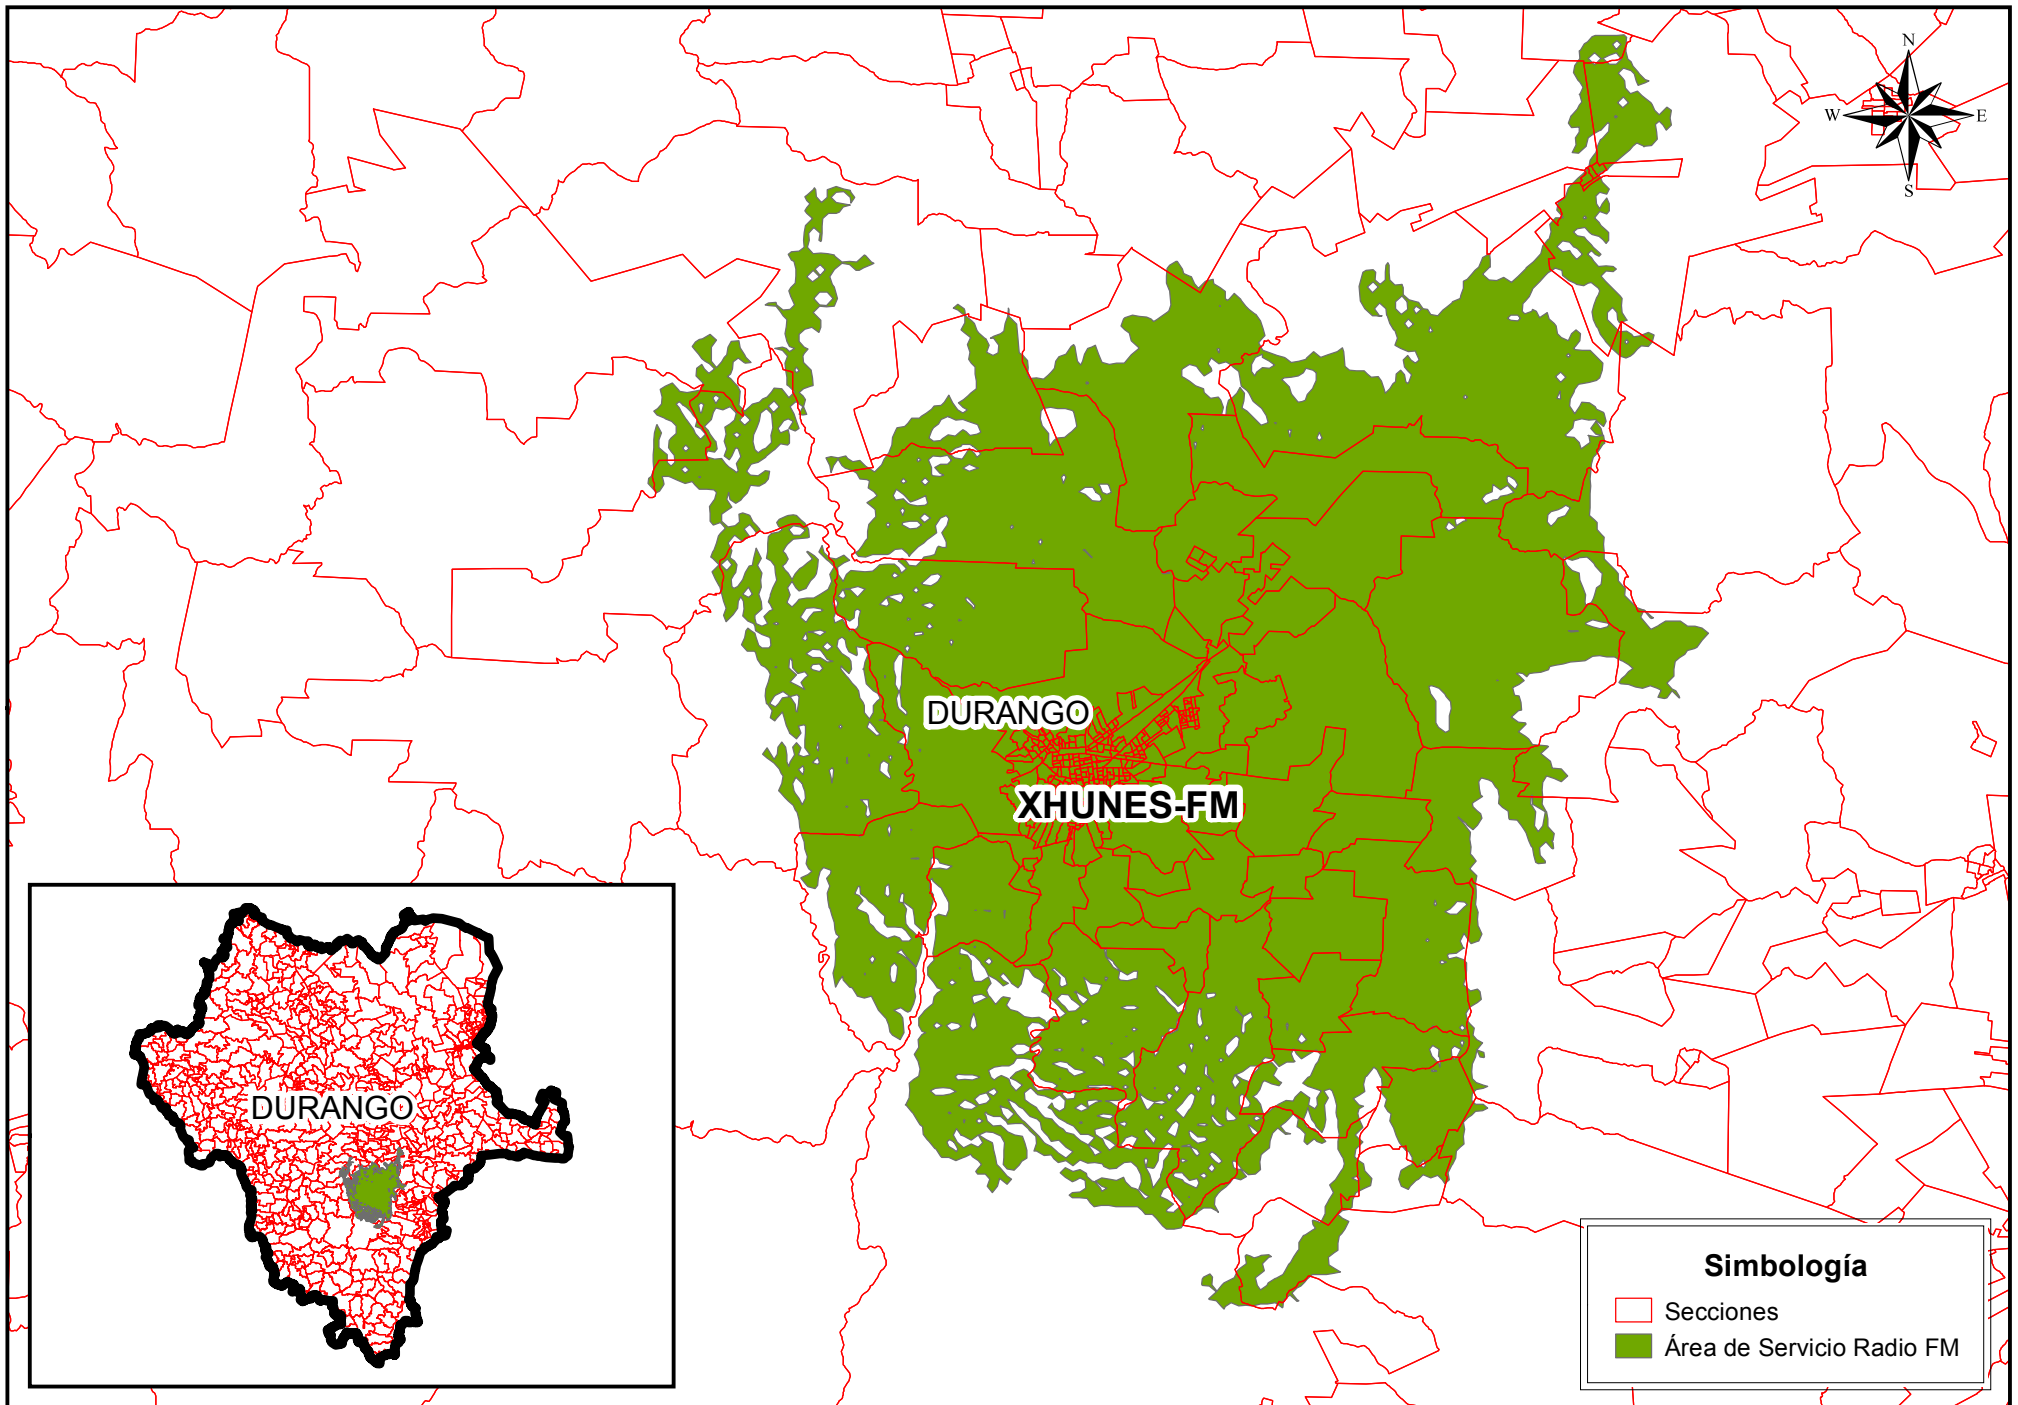 N
W
E
S
DURANGO
XHUNES-FM
DURANGO
Simbología
Secciones
Área de Servicio Radio FM